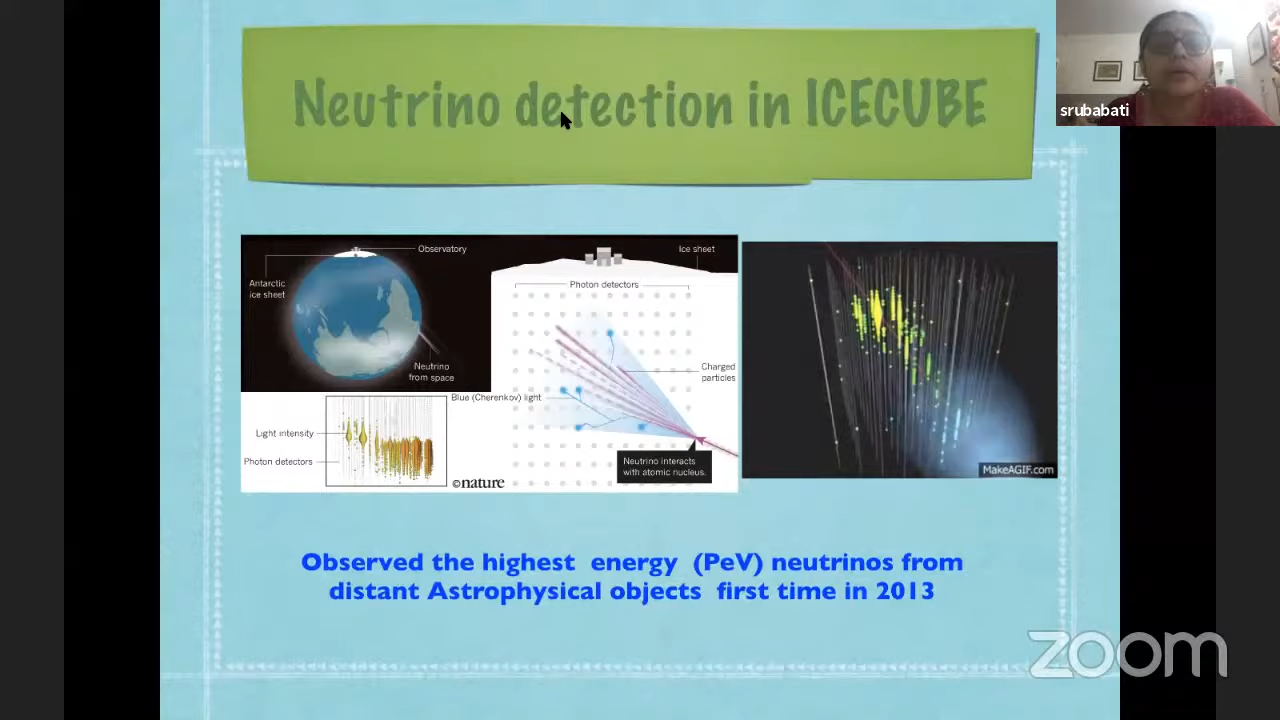 Neutrino detection in ICECUBE
srubabati
Observatory
Antarctic
ice sheet
Neutrino
from space
Light intensity
Photon detectors
©nature
Ice sheet
Photon detectors
Charged
particles
Blue (Cherenkov) light
Neutrino interacts
with atomic nucleus.
MakeAGIF.com
Observed the highest energy (PeV) neutrinos from
distant Astrophysical objects first time in 2013
zoom